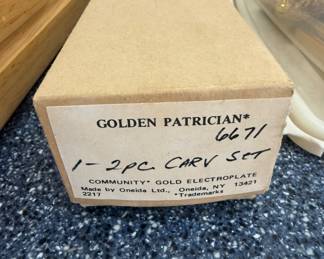 GOLDEN PATRICIAN*
6671
1-2pc. CARV SET
COMMUNITY* GOLD ELECTROPLATE
Made by Oneida Ltd., Oneida, NY 13421
2217 *Trademarks